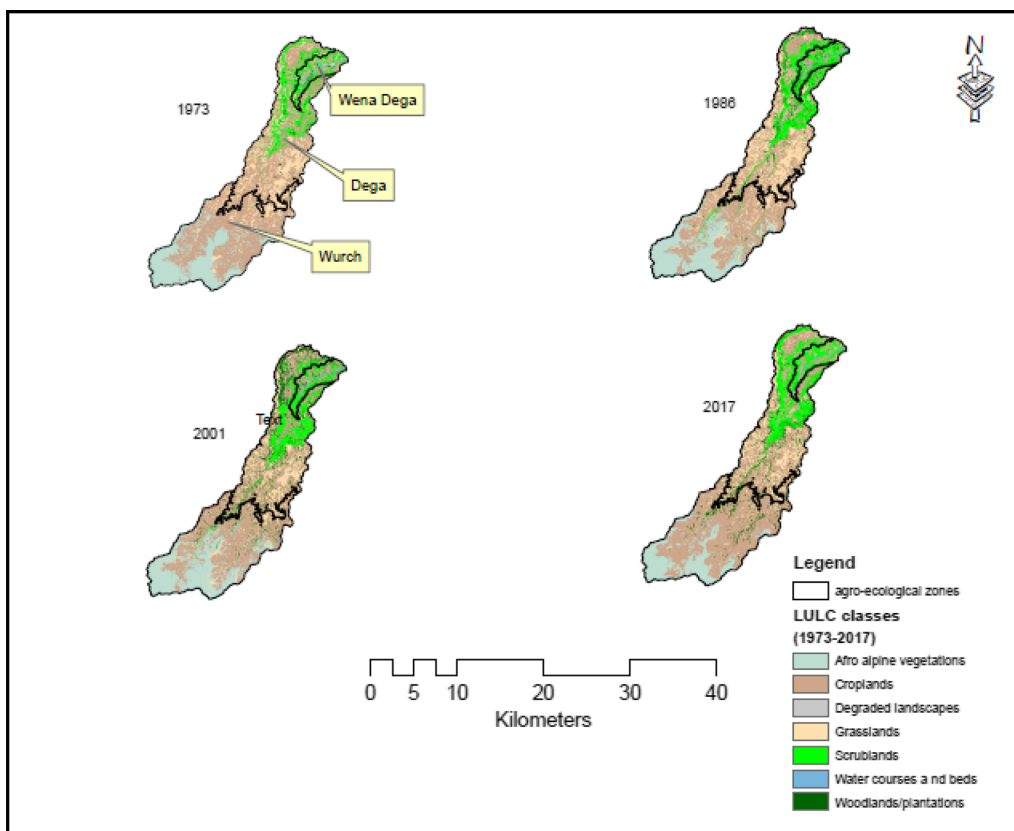 N
1973
Wena Dega
Dega
Wurch
1986
2001
Text
2017
Legend
agro-ecological zones
LULC classes
(1973-2017)
Afro alpine vegetations
Croplands
Degraded landscapes
Grasslands
Scrublands
Water courses a nd beds
Woodlands/plantations
0 5 10 20 30 40
Kilometers